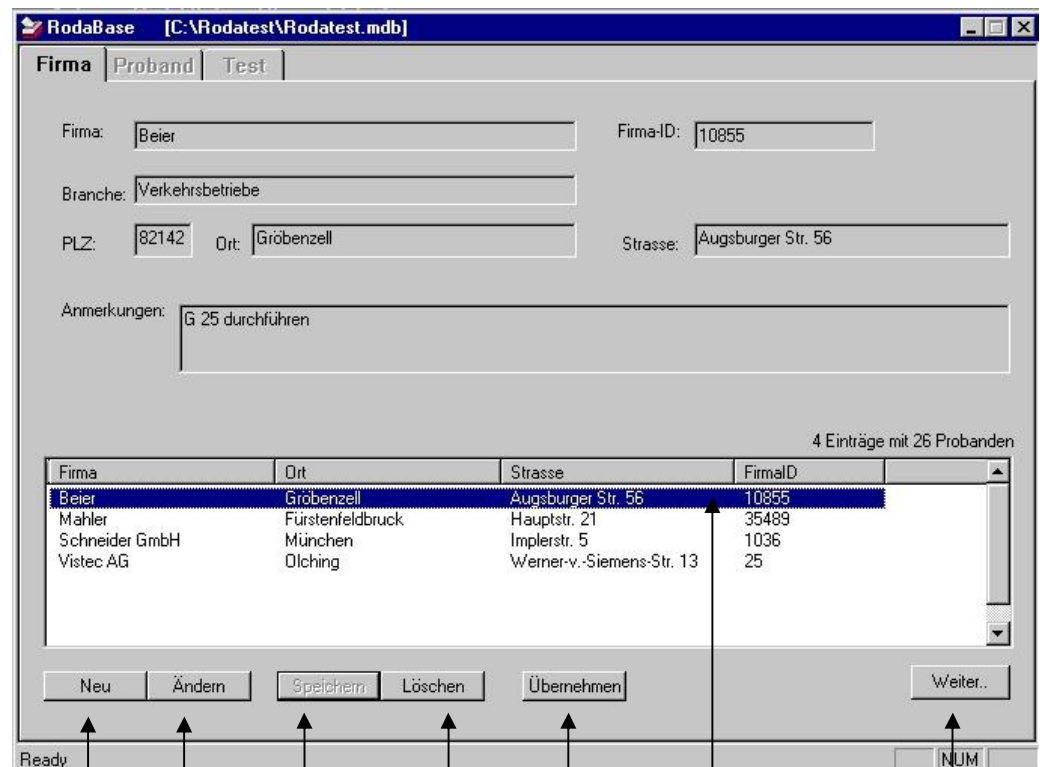 RodaBase [C:\Rodatest\Rodatest.mdb]
Firma Proband Test
Firma: Beier Firma-ID: 10855
Branche: Verkehrsbetriebe
PLZ: 82142 Ort: Gröbenzell Strasse: Augsburger Str. 56
Anmerkungen: G 25 durchführen
4 Einträge mit 26 Probanden
Firma Ort Strasse FirmaID
Beier Gröbenzell Augsburger Str. 56 10855
Mahler Fürstenfeldbruck Hauptstr. 21 35489
Schneider GmbH München Implerstr. 5 1036
Vistec AG Olching Werner-v.-Siemens-Str. 13 25
Neu Ändern Speichern Löschen Übernehmen Weiter..
Ready NUM